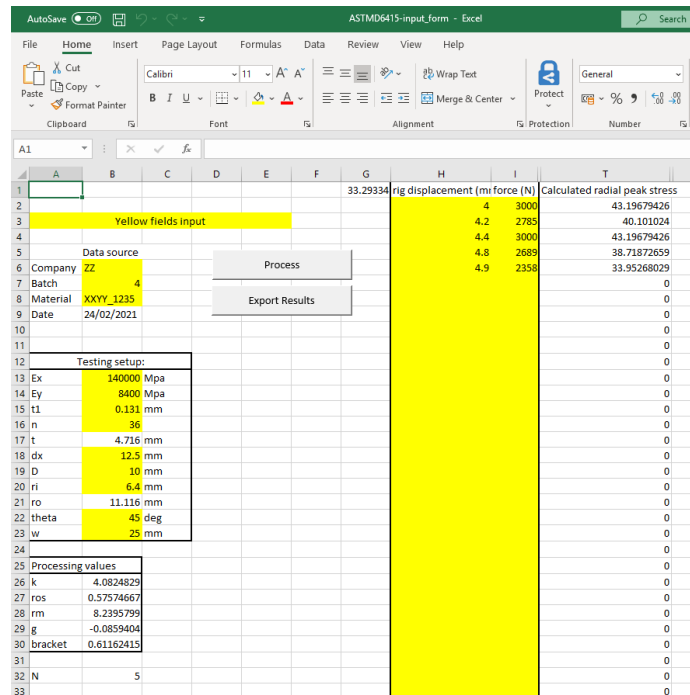 AutoSave Off ASTMD6415-input_form - Excel Search
File Home Insert Page Layout Formulas Data Review View Help
Paste Cut Copy Format Painter Calibri 11 A A Wrap Text Merge & Center Protect General
B I U A % 9
Clipboard Font Alignment Protection Number
A1 fx
A B C D E F G H I T
1 33.29334 rig displacement (m force (N) Calculated radial peak stress
2 4 3000 43.19679426
3 Yellow fields input 4.2 2785 40.101024
4 4.4 3000 43.19679426
5 Data source 4.8 2689 38.71872659
6 Company ZZ Process 4.9 2358 33.95268029
7 Batch 4 0
8 Material XXYY_1235 Export Results 0
9 Date 24/02/2021 0
10 0
11 0
12 Testing setup: 0
13 Ex 140000 Mpa 0
14 Ey 8400 Mpa 0
15 t1 0.131 mm 0
16 n 36 0
17 t 4.716 mm 0
18 dx 12.5 mm 0
19 D 10 mm 0
20 ri 6.4 mm 0
21 ro 11.116 mm 0
22 theta 45 deg 0
23 w 25 mm 0
24 0
25 Processing values 0
26 k 4.0824829 0
27 ros 0.57574667 0
28 rm 8.2395799 0
29 g -0.0859404 0
30 bracket 0.61162415 0
31 0
32 N 5 0
33 0